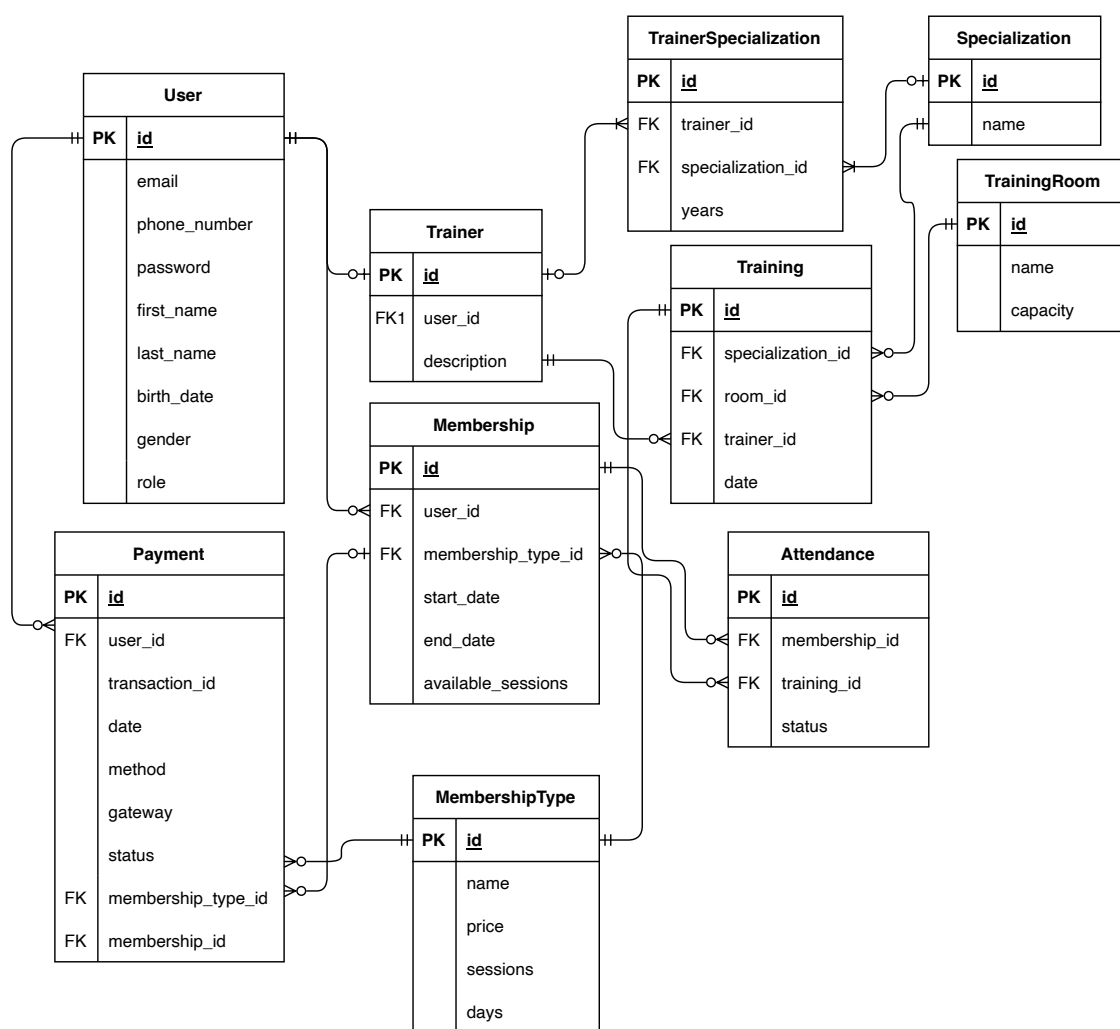 User
PK id
email
phone_number
password
first_name
last_name
birth_date
gender
role
Trainer
PK id
FK1 user_id
description
TrainerSpecialization
PK id
FK trainer_id
FK specialization_id
years
Specialization
PK id
name
TrainingRoom
PK id
name
capacity
Training
PK id
FK specialization_id
FK room_id
FK trainer_id
date
Membership
PK id
FK user_id
FK membership_type_id
start_date
end_date
available_sessions
Attendance
PK id
FK membership_id
FK training_id
status
Payment
PK id
FK user_id
transaction_id
date
method
gateway
status
FK membership_type_id
FK membership_id
MembershipType
PK id
name
price
sessions
days